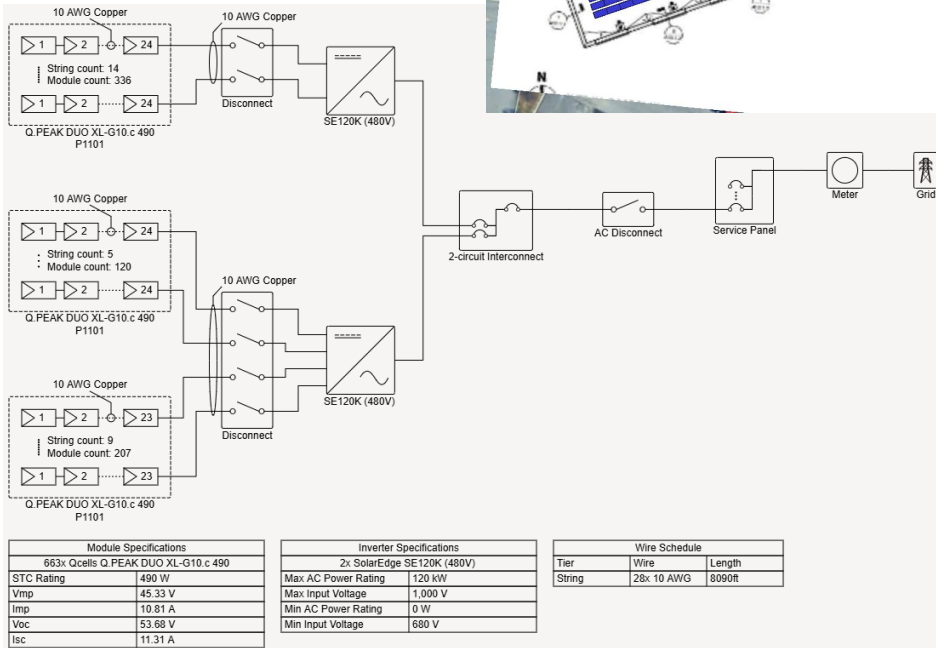 10 AWG Copper
10 AWG Copper
1 2 24
String count: 14
Module count: 336
1 2 24
Q.PEAK DUO XL-G10.c 490
P1101
Disconnect
SE120K (480V)
N
10 AWG Copper
1 2 24
String count: 5
Module count: 120
1 2 24
Q.PEAK DUO XL-G10.c 490
P1101
10 AWG Copper
Disconnect
SE120K (480V)
10 AWG Copper
1 2 23
String count: 9
Module count: 207
1 2 23
Q.PEAK DUO XL-G10.c 490
P1101
2-circuit Interconnect
AC Disconnect
Service Panel
Meter
Grid
Module Specifications
663x Qcells Q.PEAK DUO XL-G10.c 490
STC Rating 490 W
Vmp 45.33 V
Imp 10.81 A
Voc 53.68 V
Isc 11.31 A
Inverter Specifications
2x SolarEdge SE120K (480V)
Max AC Power Rating 120 kW
Max Input Voltage 1,000 V
Min AC Power Rating 0 W
Min Input Voltage 680 V
Wire Schedule
Tier Wire Length
String 28x 10 AWG 8090ft